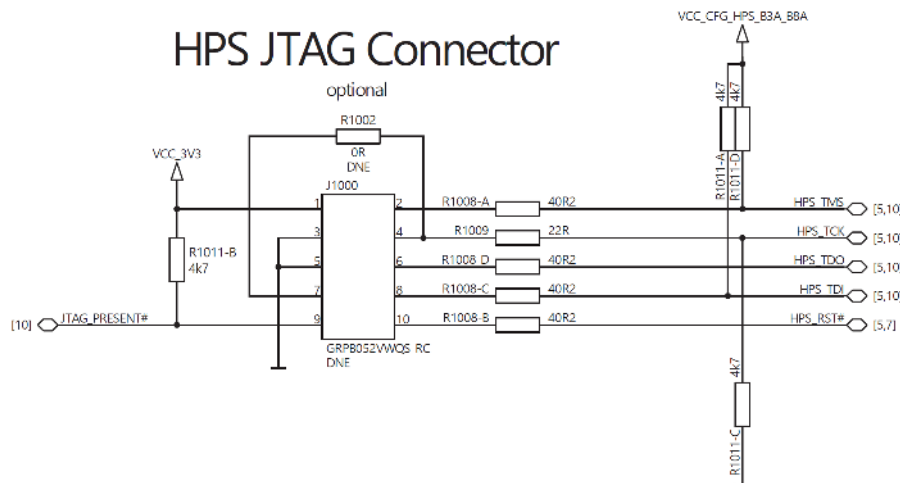 VCC_CFG_HPS_B3A_B8A
HPS JTAG Connector
optional
R1002
0R
DNE
4k7
4k7
R1011-A
R1011-D
VCC_3V3
J1000
1
2
R1008-A
40R2
HPS_TMS
[5,10]
3
4
R1009
22R
HPS_TCK
[5,10]
R1011-B
4k7
5
6
R1008-D
40R2
HPS_TDO
[5,10]
7
8
R1008-C
40R2
HPS_TDI
[5,10]
[10]
JTAG_PRESENT#
9
10
R1008-B
40R2
HPS_RST#
[5,7]
GRPB052VWQS_RC
DNE
4k7
R1011-C